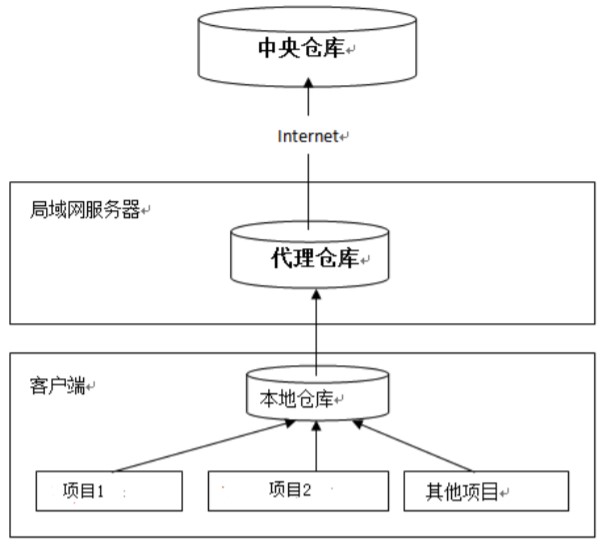 中央仓库
Internet
局域网服务器
代理仓库
客户端
本地仓库
项目1
项目2
其他项目